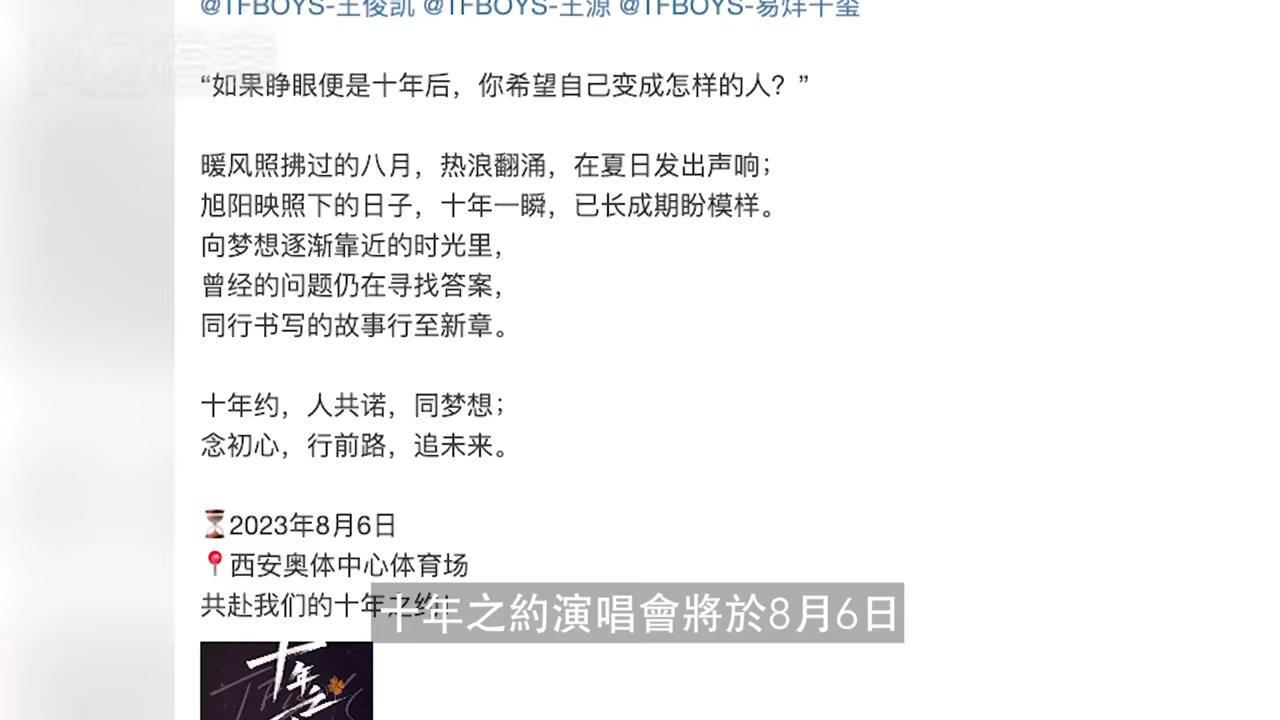 @TFBOYS-王俊凯 @TFBOYS-王源 @TFBOYS-易烊千玺
“如果睁眼便是十年后，你希望自己变成怎样的人？”
暖风照拂过的八月，热浪翻涌，在夏日发出声响；
旭阳映照下的日子，十年一瞬，已长成期盼模样。
向梦想逐渐靠近的时光里，
曾经的问题仍在寻找答案，
同行书写的故事行至新章。
十年约，人共诺，同梦想；
念初心，行前路，追未来。
⏳2023年8月6日
📍西安奥体中心体育场
共赴我们的十年之约
十年之約演唱會將於8月6日
十年之